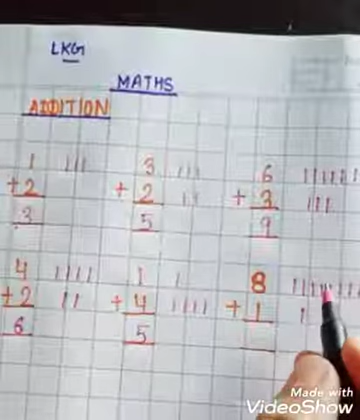 LKG
MATHS
ADDITION
1 3 6
+2 +2 +3
3 5 9
4 1 8
+2 +4 +1
6 5
Made with
VideoShow